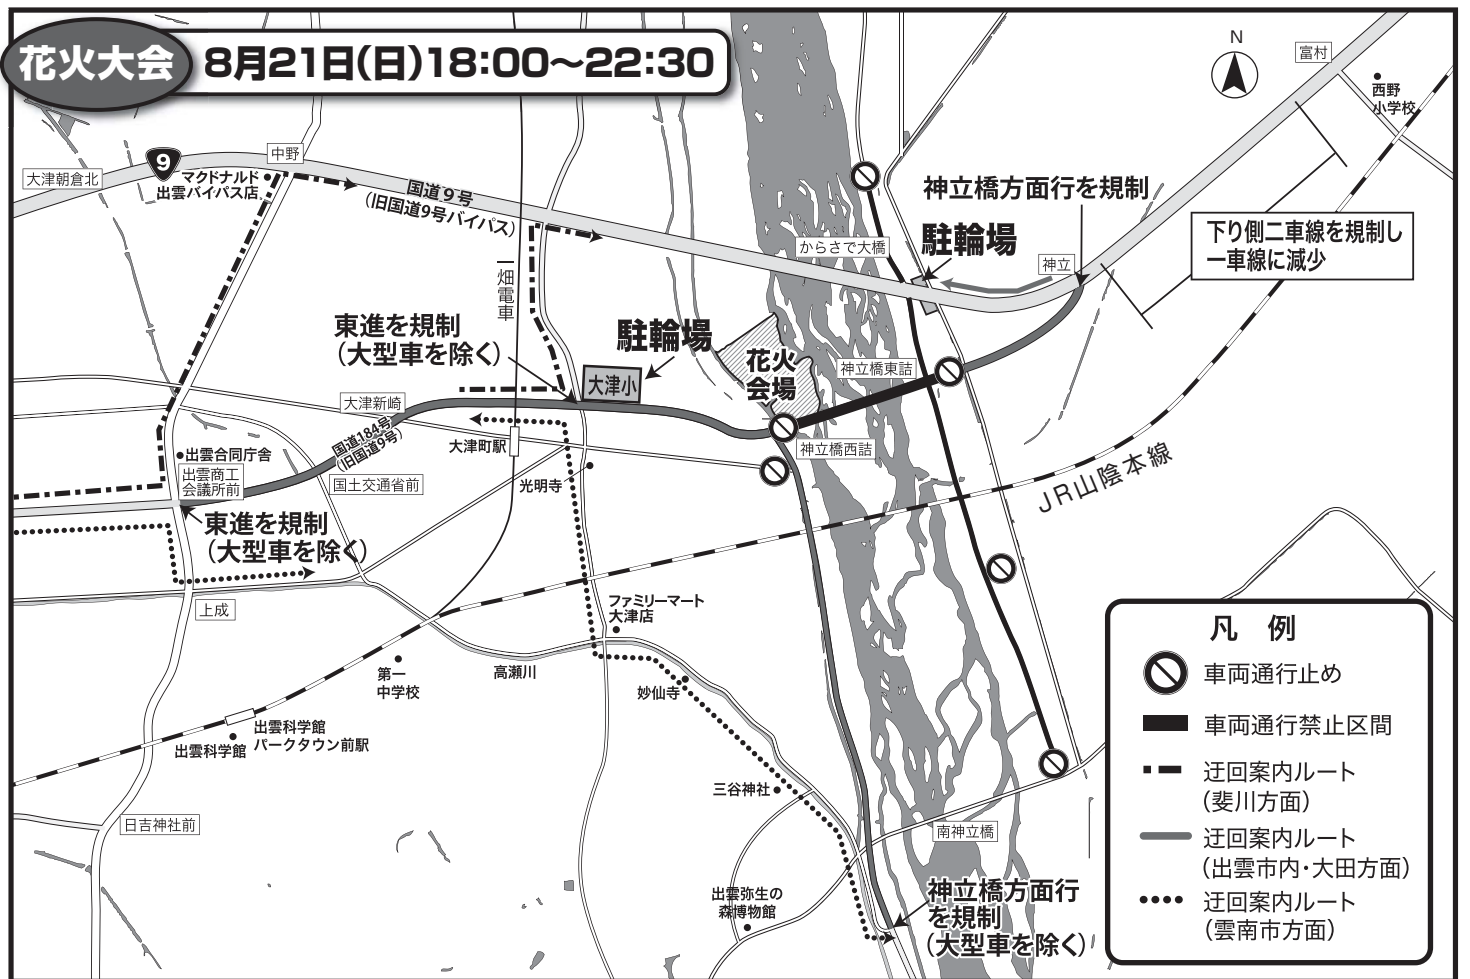 花火大会
8月21日(日)18:00〜22:30
N
富村
西野
小学校
9
中野
大津朝倉北
マクドナルド
出雲バイパス店
国道9号
(旧国道9号バイパス)
神立橋方面行を規制
駐輪場
からさで大橋
神立
下り側二車線を規制し
一車線に減少
一畑電車
東進を規制
(大型車を除く)
駐輪場
大津小
花火
会場
神立橋東詰
大津新崎
国道184号
(旧国道9号)
大津町駅
神立橋西詰
出雲合同庁舎
出雲商工
会議所前
国土交通省前
光明寺
JR山陰本線
東進を規制
(大型車を除く)
上成
ファミリーマート
大津店
第一
中学校
高瀬川
妙仙寺
出雲科学館
パークタウン前駅
出雲科学館
三谷神社
日吉神社前
南神立橋
出雲弥生の
森博物館
神立橋方面行
を規制
(大型車を除く)
凡 例
車両通行止め
車両通行禁止区間
迂回案内ルート
(斐川方面)
迂回案内ルート
(出雲市内・大田方面)
迂回案内ルート
(雲南市方面)